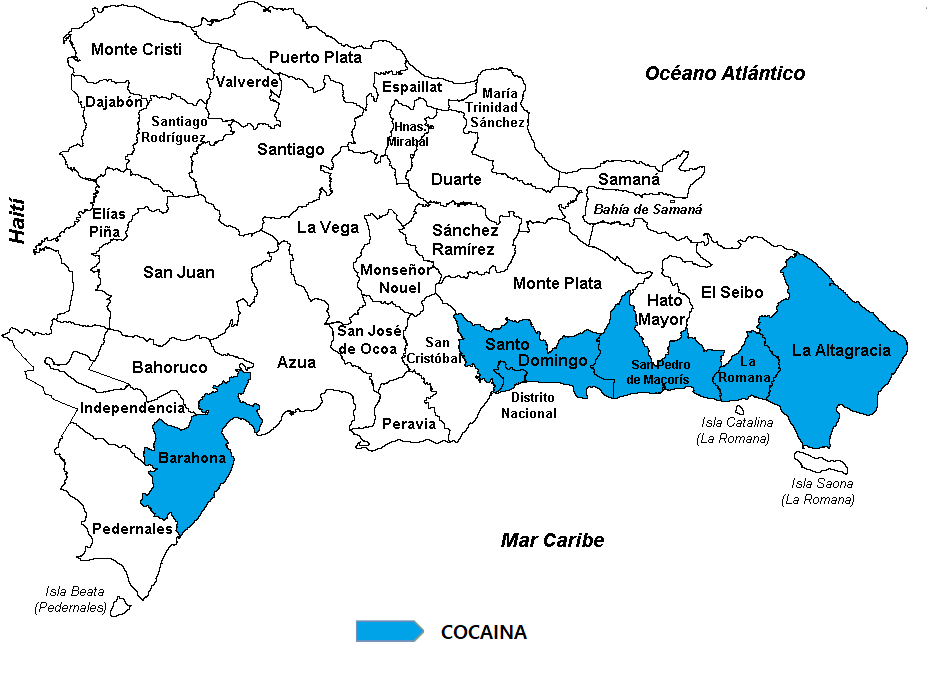 Monte Cristi
Puerto Plata
Océano Atlántico
Valverde
Espaillat
Dajabón
María
Trinidad
Sánchez
Santiago
Rodríguez
Hnas.
Mirabal
Santiago
Duarte
Samaná
Bahía de Samaná
Haití
Elías
Piña
La Vega
Sánchez
Ramírez
San Juan
Monseñor
Nouel
Monte Plata
El Seibo
Hato
Mayor
San José
de Ocoa
San
Cristóbal
Santo
Domingo
La Altagracia
Bahoruco
Azua
San Pedro
de Macorís
La
Romana
Independencia
Distrito
Nacional
Peravia
Isla Catalina
(La Romana)
Barahona
Isla Saona
(La Romana)
Pedernales
Mar Caribe
Isla Beata
(Pedernales)
COCAINA